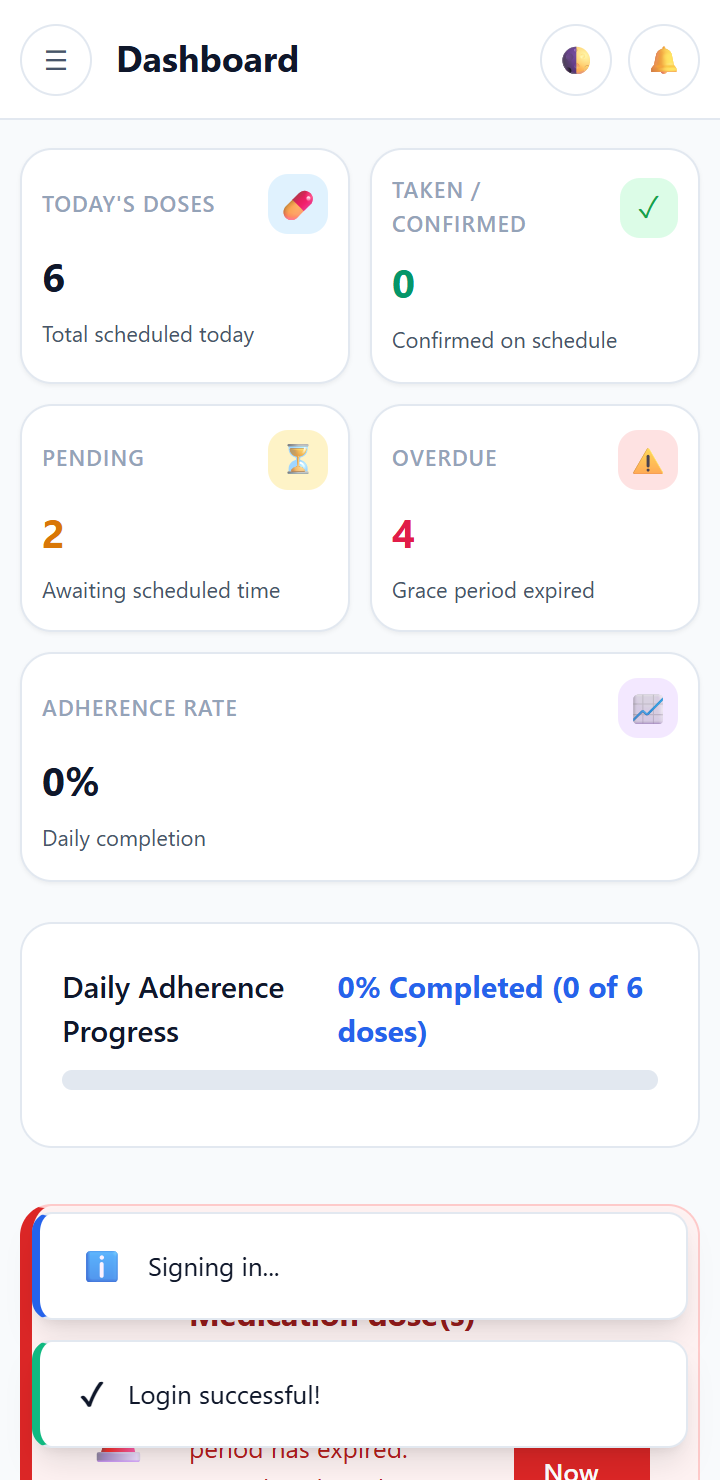 Dashboard
TODAY'S DOSES
6
Total scheduled today
TAKEN /
CONFIRMED
✓
0
Confirmed on schedule
PENDING
2
Awaiting scheduled time
OVERDUE
4
Grace period expired
ADHERENCE RATE
0%
Daily completion
Daily Adherence
Progress
0% Completed (0 of 6
doses)
Signing in...
Medication dose(s)
Login successful!
period has expired.
Now